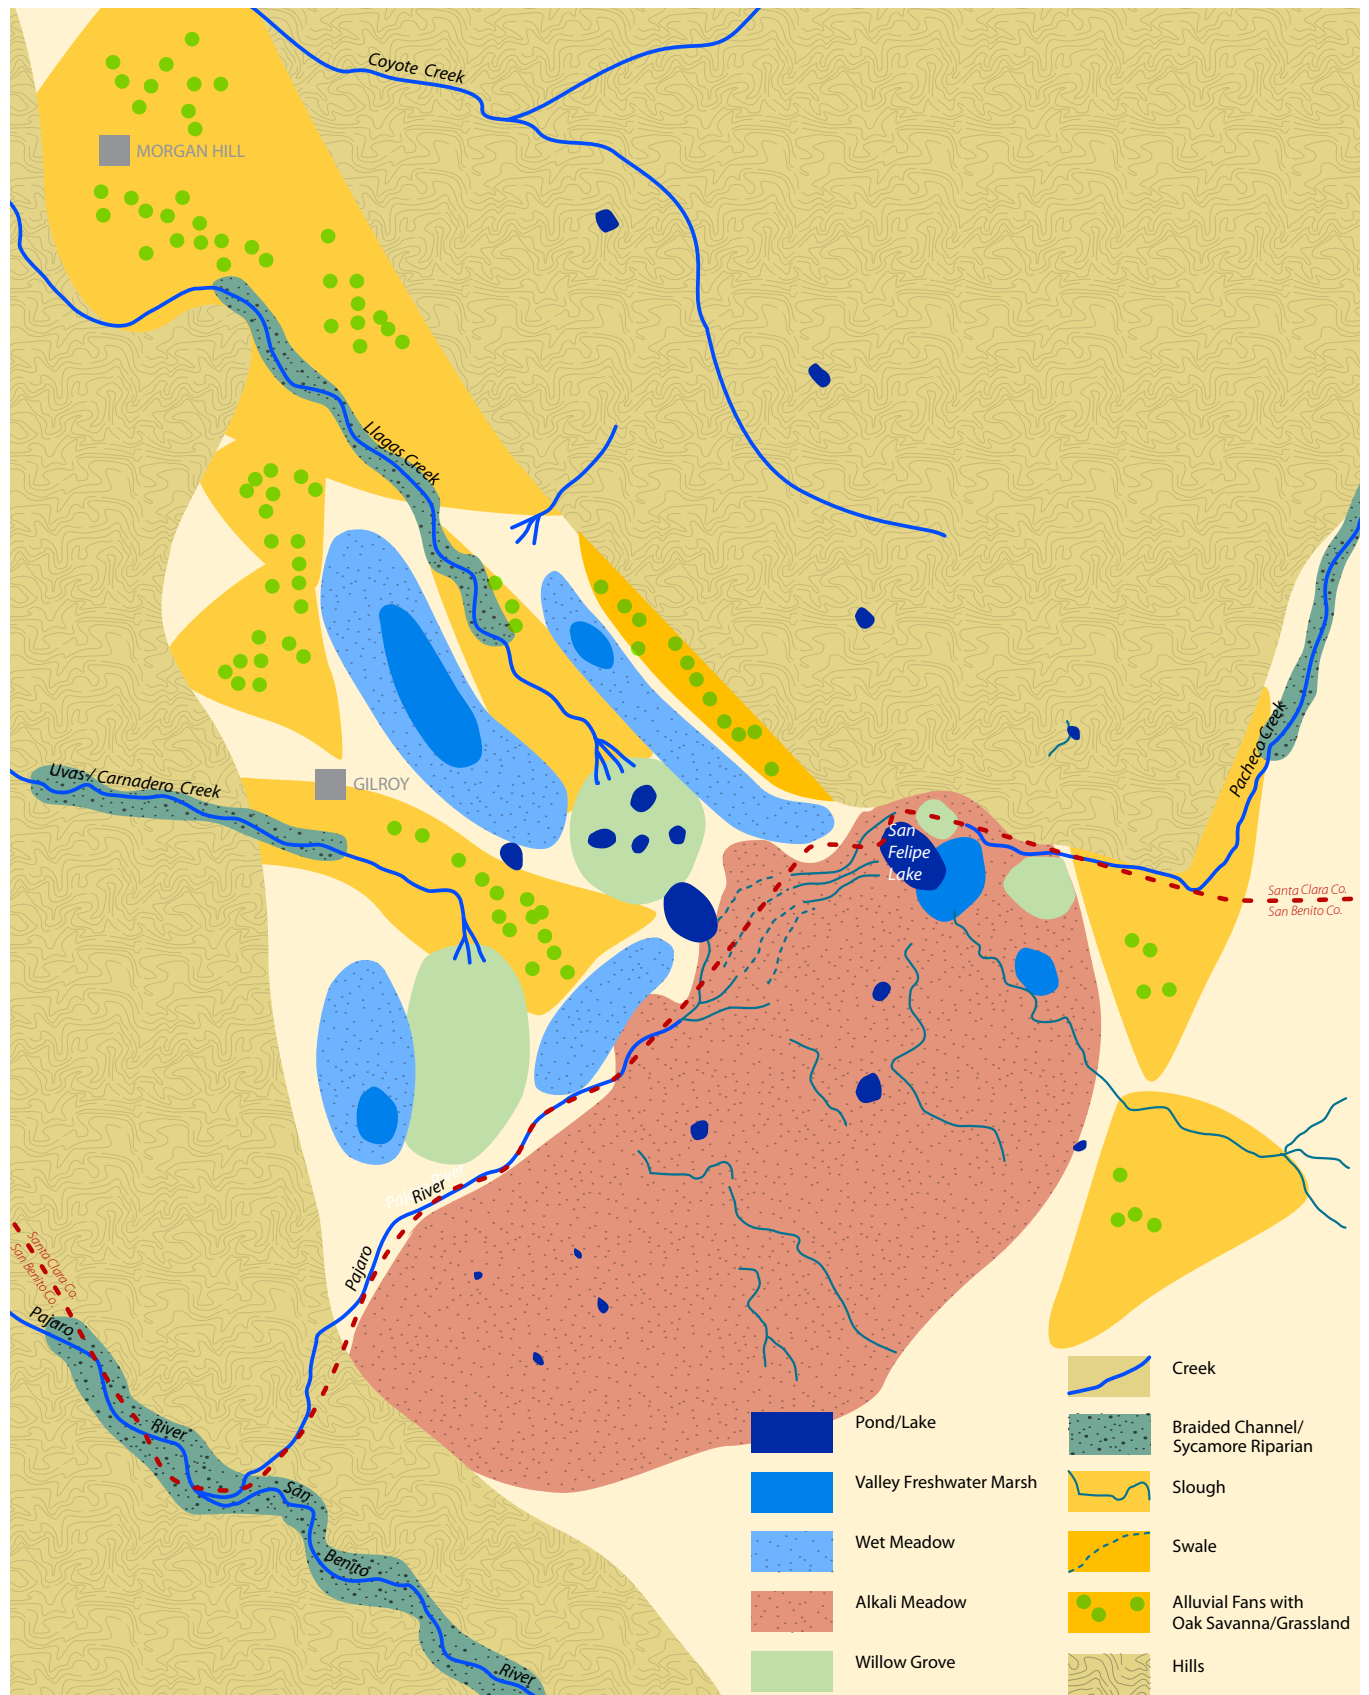 Coyote Creek
MORGAN HILL
Llagas Creek
Uvas / Carnadero Creek
GILROY
Pacheco Creek
San
Felipe
Lake
Santa Clara Co.
San Benito Co.
Pajaro River
River
Pajaro
Santa Clara Co.
San Benito Co.
Pajaro
River
San
Benito
River
Pond/Lake
Valley Freshwater Marsh
Wet Meadow
Alkali Meadow
Willow Grove
Creek
Braided Channel/
Sycamore Riparian
Slough
Swale
Alluvial Fans with
Oak Savanna/Grassland
Hills